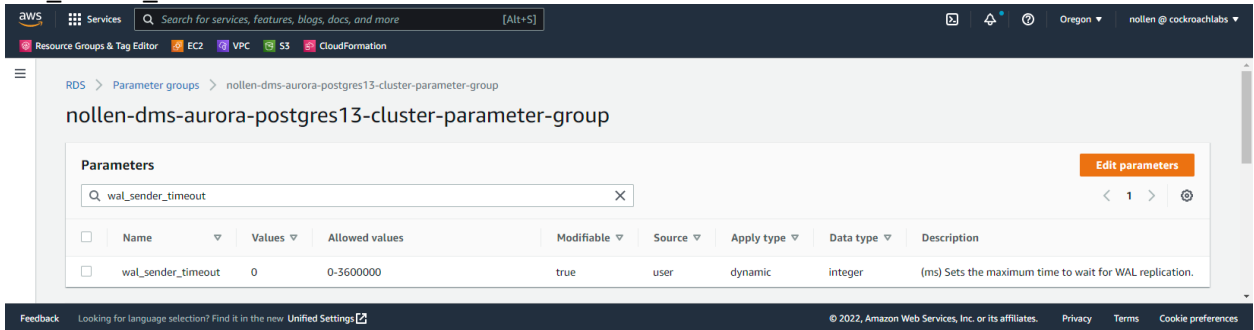 aws Services Search for services, features, blogs, docs, and more [Alt+S] Oregon ▼ nollen @ cockroachlabs ▼
Resource Groups & Tag Editor EC2 VPC S3 CloudFormation
RDS > Parameter groups > nollen-dms-aurora-postgres13-cluster-parameter-group
nollen-dms-aurora-postgres13-cluster-parameter-group
Parameters Edit parameters
wal_sender_timeout < 1 >
Name Values Allowed values Modifiable Source Apply type Data type Description
wal_sender_timeout 0 0-3600000 true user dynamic integer (ms) Sets the maximum time to wait for WAL replication.
Feedback Looking for language selection? Find it in the new Unified Settings © 2022, Amazon Web Services, Inc. or its affiliates. Privacy Terms Cookie preferences